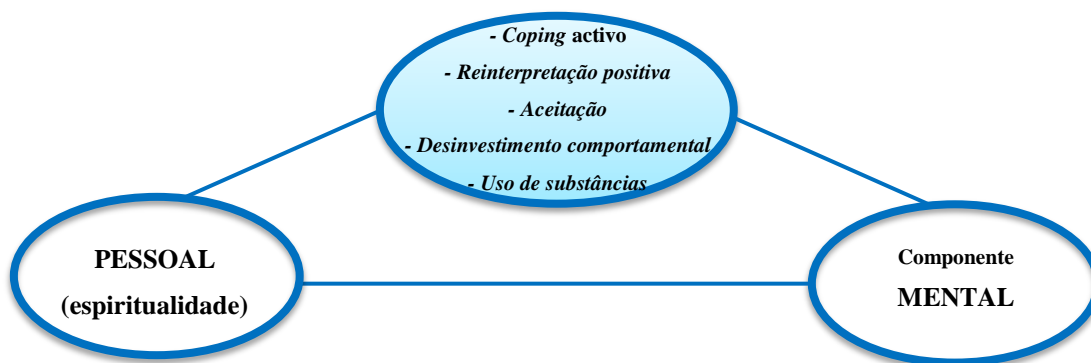 - Coping activo
- Reinterpretação positiva
- Aceitação
- Desinvestimento comportamental
- Uso de substâncias
PESSOAL
(espiritualidade)
Componente
MENTAL